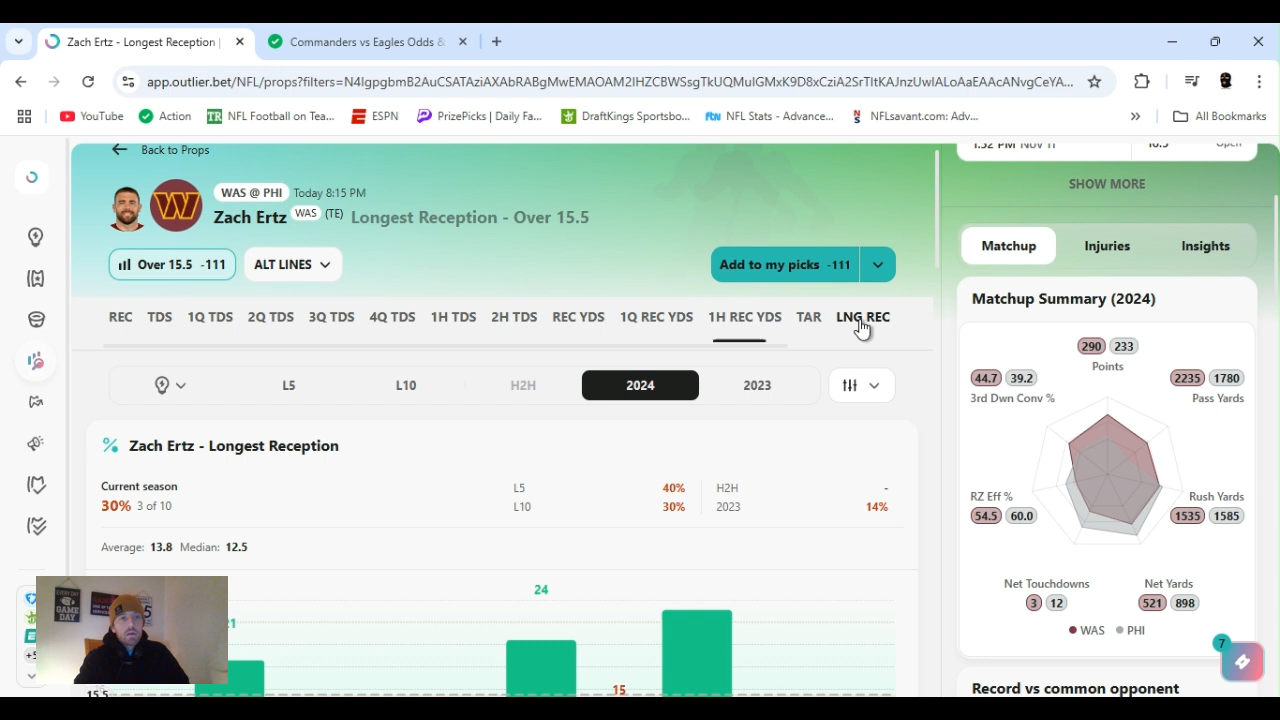 Zach Ertz - Longest Reception |
Commanders vs Eagles Odds &
app.outlier.bet/NFL/props?filters=
YouTube
Action
TR NFL Football on Tea...
ESPN
PrizePicks | Daily Fa...
DraftKings Sportsbo...
ftn NFL Stats - Advance...
NFLsavant.com: Adv...
All Bookmarks
Back to Props
WAS @ PHI Today 8:15 PM
Zach Ertz WAS (TE) Longest Reception - Over 15.5
Over 15.5 -111
ALT LINES
Add to my picks -111
REC TDS 1Q TDS 2Q TDS 3Q TDS 4Q TDS 1H TDS 2H TDS REC YDS 1Q REC YDS 1H REC YDS TAR LNG REC
L5 L10 H2H 2024 2023
% Zach Ertz - Longest Reception
Current season
30% 3 of 10
L5 40% H2H -
L10 30% 2023 14%
Average: 13.8 Median: 12.5
24
15
15.5
SHOW MORE
Matchup Injuries Insights
Matchup Summary (2024)
290 233
Points
44.7 39.2
3rd Dwn Conv %
2235 1780
Pass Yards
RZ Eff %
54.5 60.0
Rush Yards
1535 1585
Net Touchdowns
3 12
Net Yards
521 898
WAS PHI
7
Record vs common opponent
GAME DAY